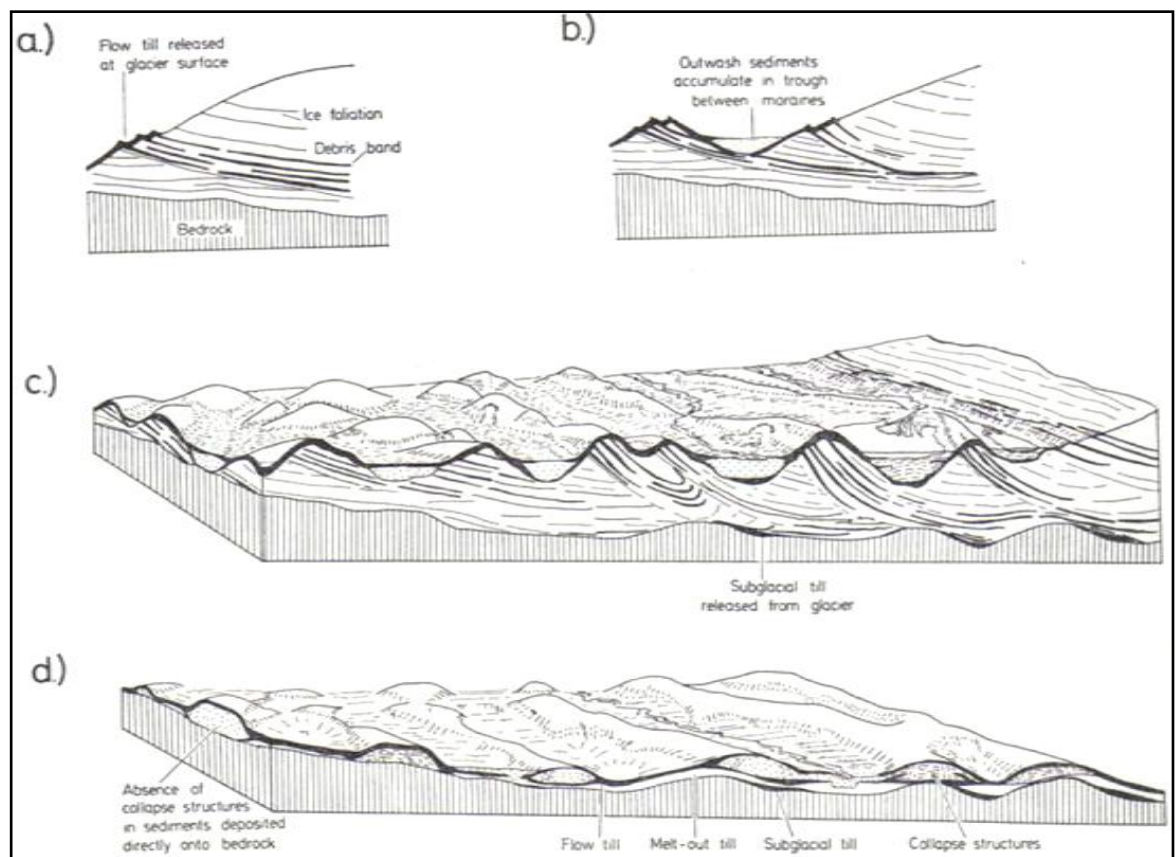 a.)
Flow till released
at glacier surface
Ice foliation
Debris band
Bedrock
b.)
Outwash sediments
accumulate in trough
between moraines
c.)
Subglacial till
released from glacier
d.)
Absence of
collapse structures
in sediments deposited
directly onto bedrock
Flow till
Melt-out till
Subglacial till
Collapse structures